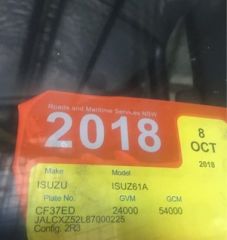 Roads and Maritime Services NSW
2018
8
OCT
2018
Make Model
ISUZU ISUZ61A
Plate No. GVM GCM
CF37ED 24000 54000
JALCXZ52L87000225
Config. 2R3